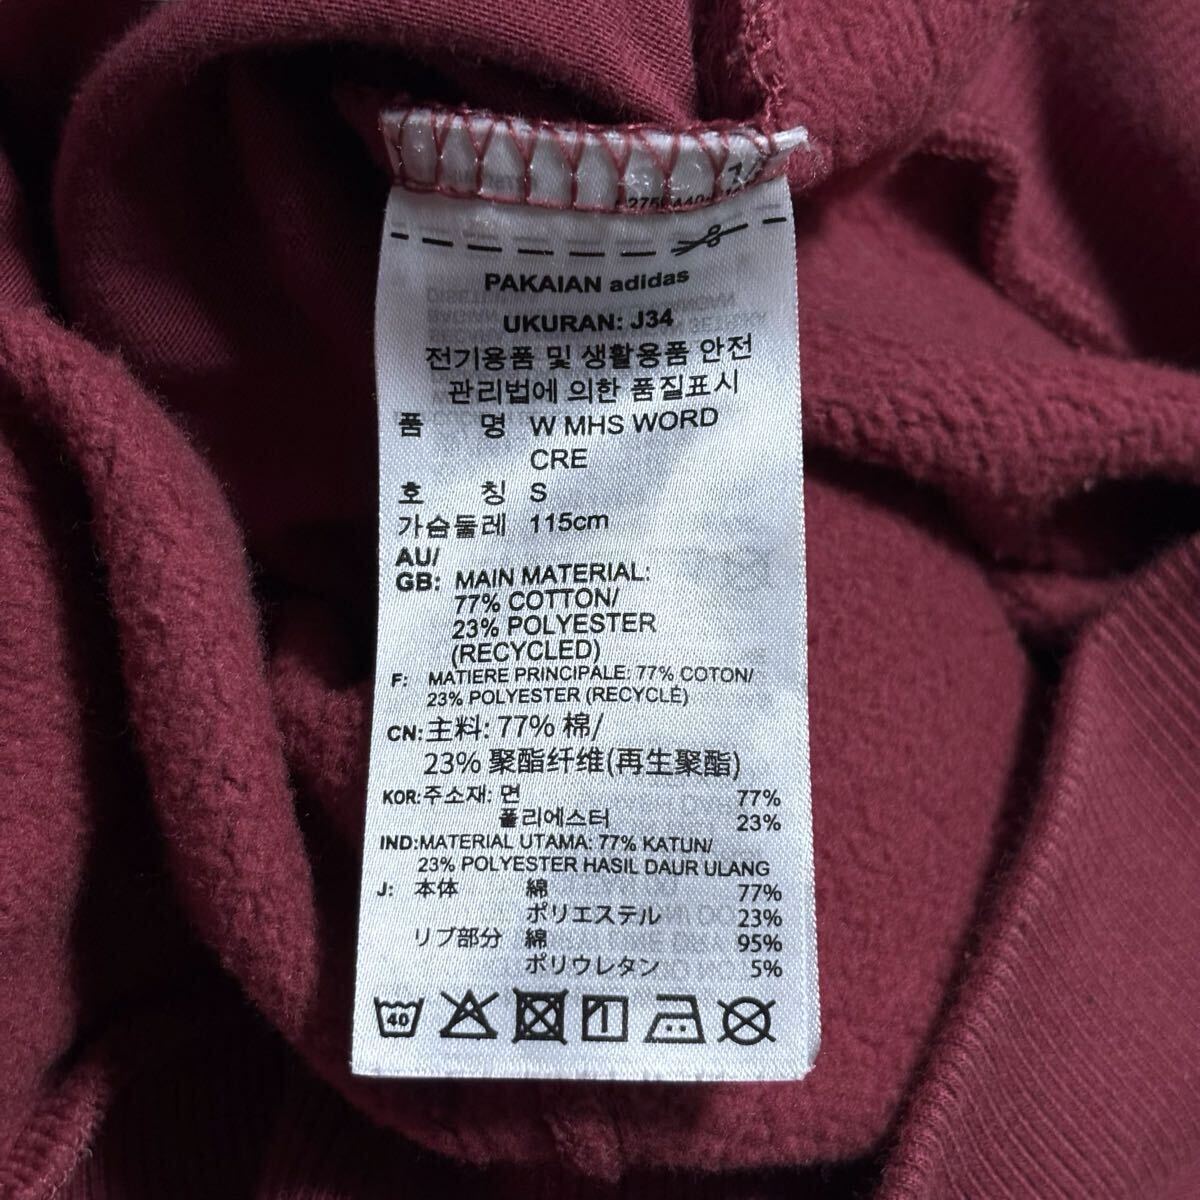 PAKAIAN adidas
UKURAN: J34
전기용품 및 생활용품 안전
관리법에 의한 품질표시
품 명 W MHS WORD
CRE
호 칭 S
가슴둘레 115cm
AU/
GB: MAIN MATERIAL:
77% COTTON/
23% POLYESTER
(RECYCLED)
F: MATIERE PRINCIPALE: 77% COTON/
23% POLYESTER (RECYCLÉ)
CN: 主料: 77% 棉/
23% 聚酯纤维(再生聚酯)
KOR: 주소재: 면 77%
폴리에스터 23%
IND: MATERIAL UTAMA: 77% KATUN/
23% POLYESTER HASIL DAUR ULANG
J: 本体 綿 77%
ポリエステル 23%
リブ部分 綿 95%
ポリウレタン 5%
40